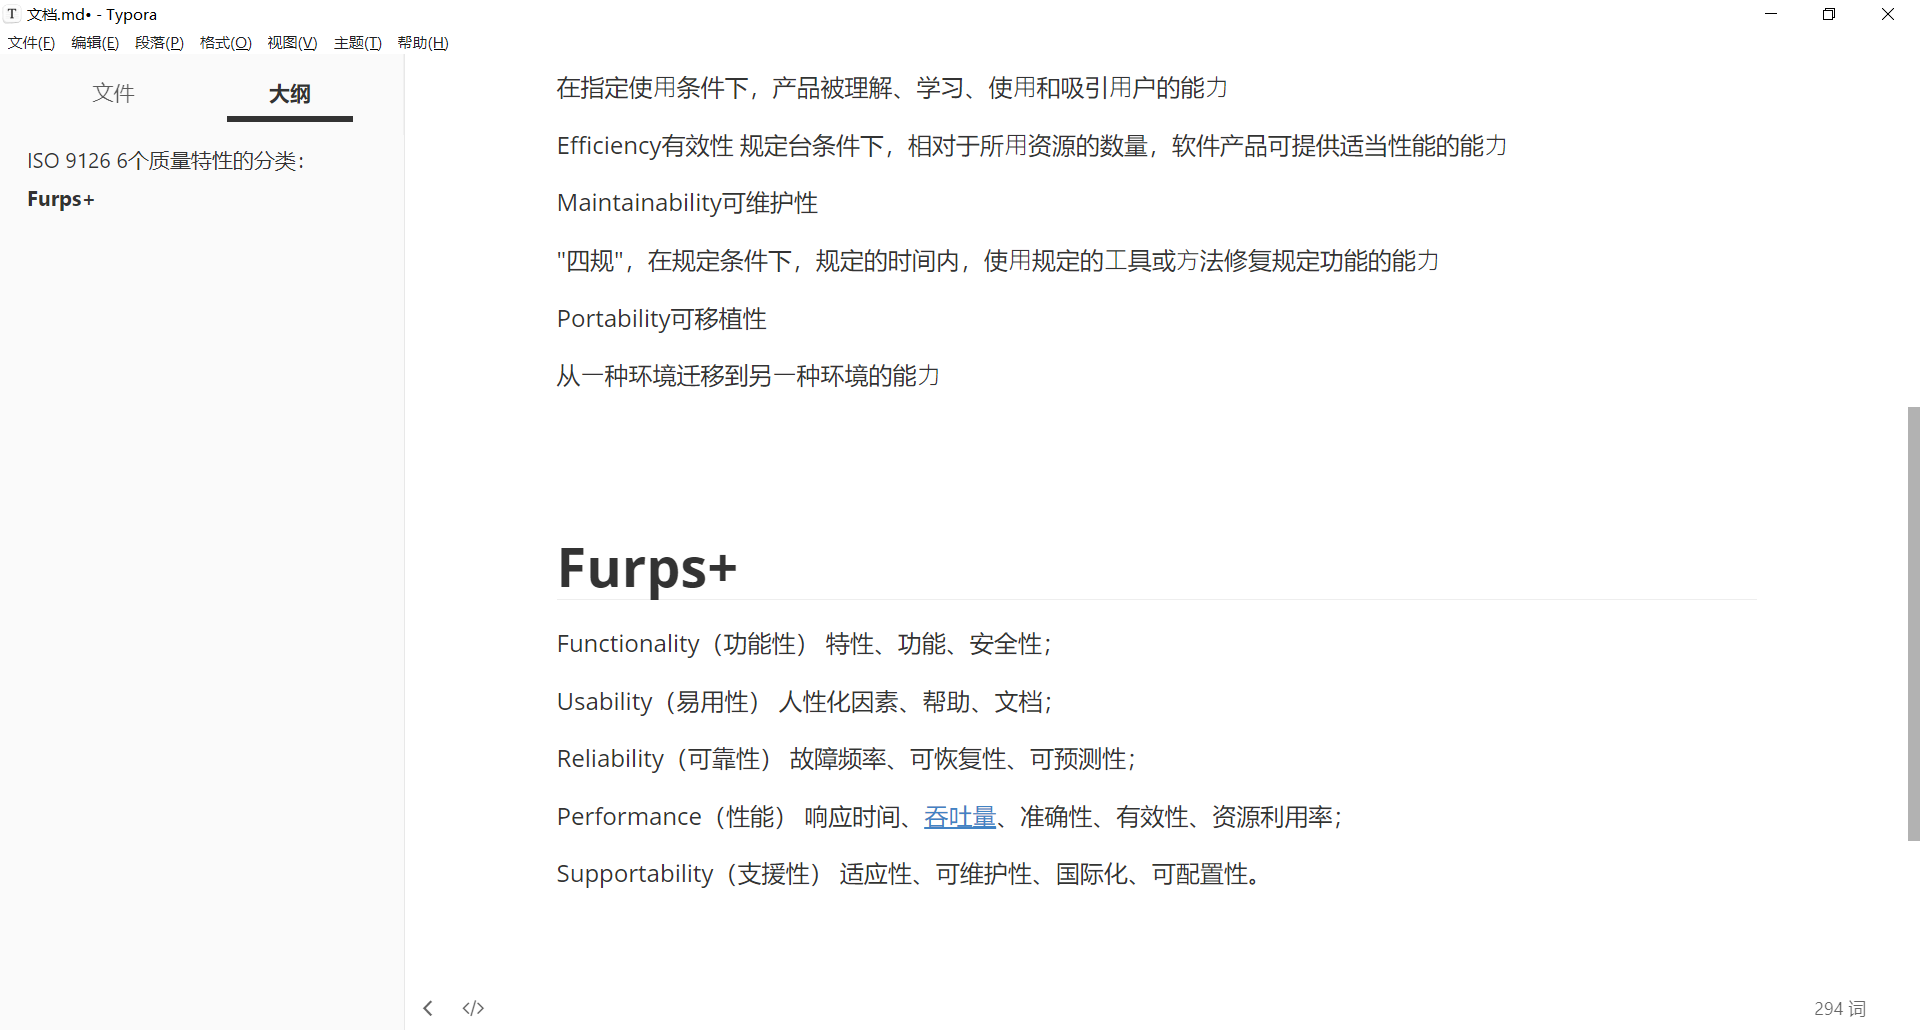 T 文档.md• - Typora
文件(F) 编辑(E) 段落(P) 格式(O) 视图(V) 主题(T) 帮助(H)
文件 大纲
ISO 9126 6个质量特性的分类：
Furps+
在指定使用条件下，产品被理解、学习、使用和吸引用户的能力
Efficiency有效性 规定台条件下，相对于所用资源的数量，软件产品可提供适当性能的能力
Maintainability可维护性
"四规"，在规定条件下，规定的时间内，使用规定的工具或方法修复规定功能的能力
Portability可移植性
从一种环境迁移到另一种环境的能力
Furps+
Functionality（功能性） 特性、功能、安全性；
Usability（易用性） 人性化因素、帮助、文档；
Reliability（可靠性） 故障频率、可恢复性、可预测性；
Performance（性能） 响应时间、吞吐量、准确性、有效性、资源利用率；
Supportability（支援性） 适应性、可维护性、国际化、可配置性。
</> 294 词